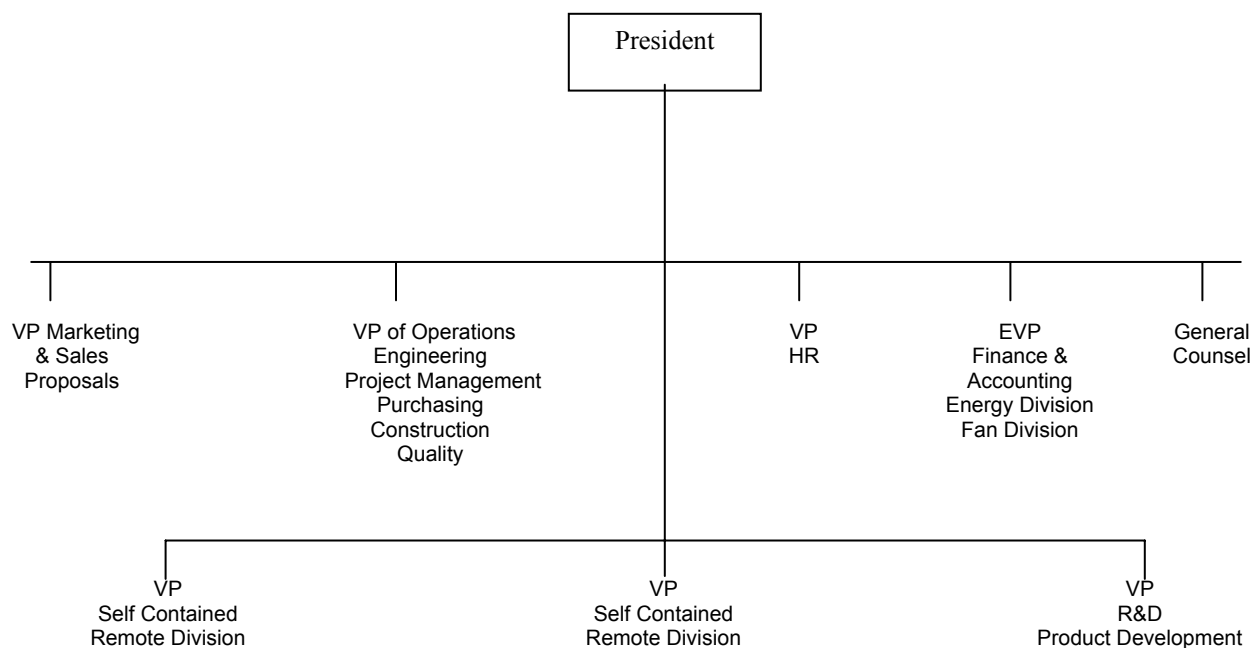 President
VP Marketing
& Sales
Proposals
VP of Operations
Engineering
Project Management
Purchasing
Construction
Quality
VP
HR
EVP
Finance &
Accounting
Energy Division
Fan Division
General
Counsel
VP
Self Contained
Remote Division
VP
Self Contained
Remote Division
VP
R&D
Product Development